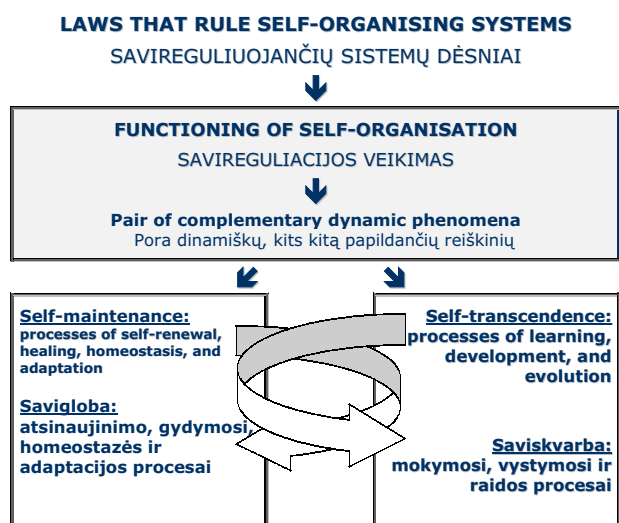 LAWS THAT RULE SELF-ORGANISING SYSTEMS
SAVIREGULIUOJANČIŲ SISTEMŲ DĖSNIAI
FUNCTIONING OF SELF-ORGANISATION
SAVIREGULIACIJOS VEIKIMAS
Pair of complementary dynamic phenomena
Pora dinamiškų, kits kitą papildančių reiškinių
Self-maintenance:
processes of self-renewal,
healing, homeostasis, and
adaptation
Savigloba:
atsinaujinimo, gydymosi,
homeostazės ir
adaptacijos procesai
Self-transcendence:
processes of learning,
development, and
evolution
Saviskvarba:
mokymosi, vystymosi ir
raidos procesai